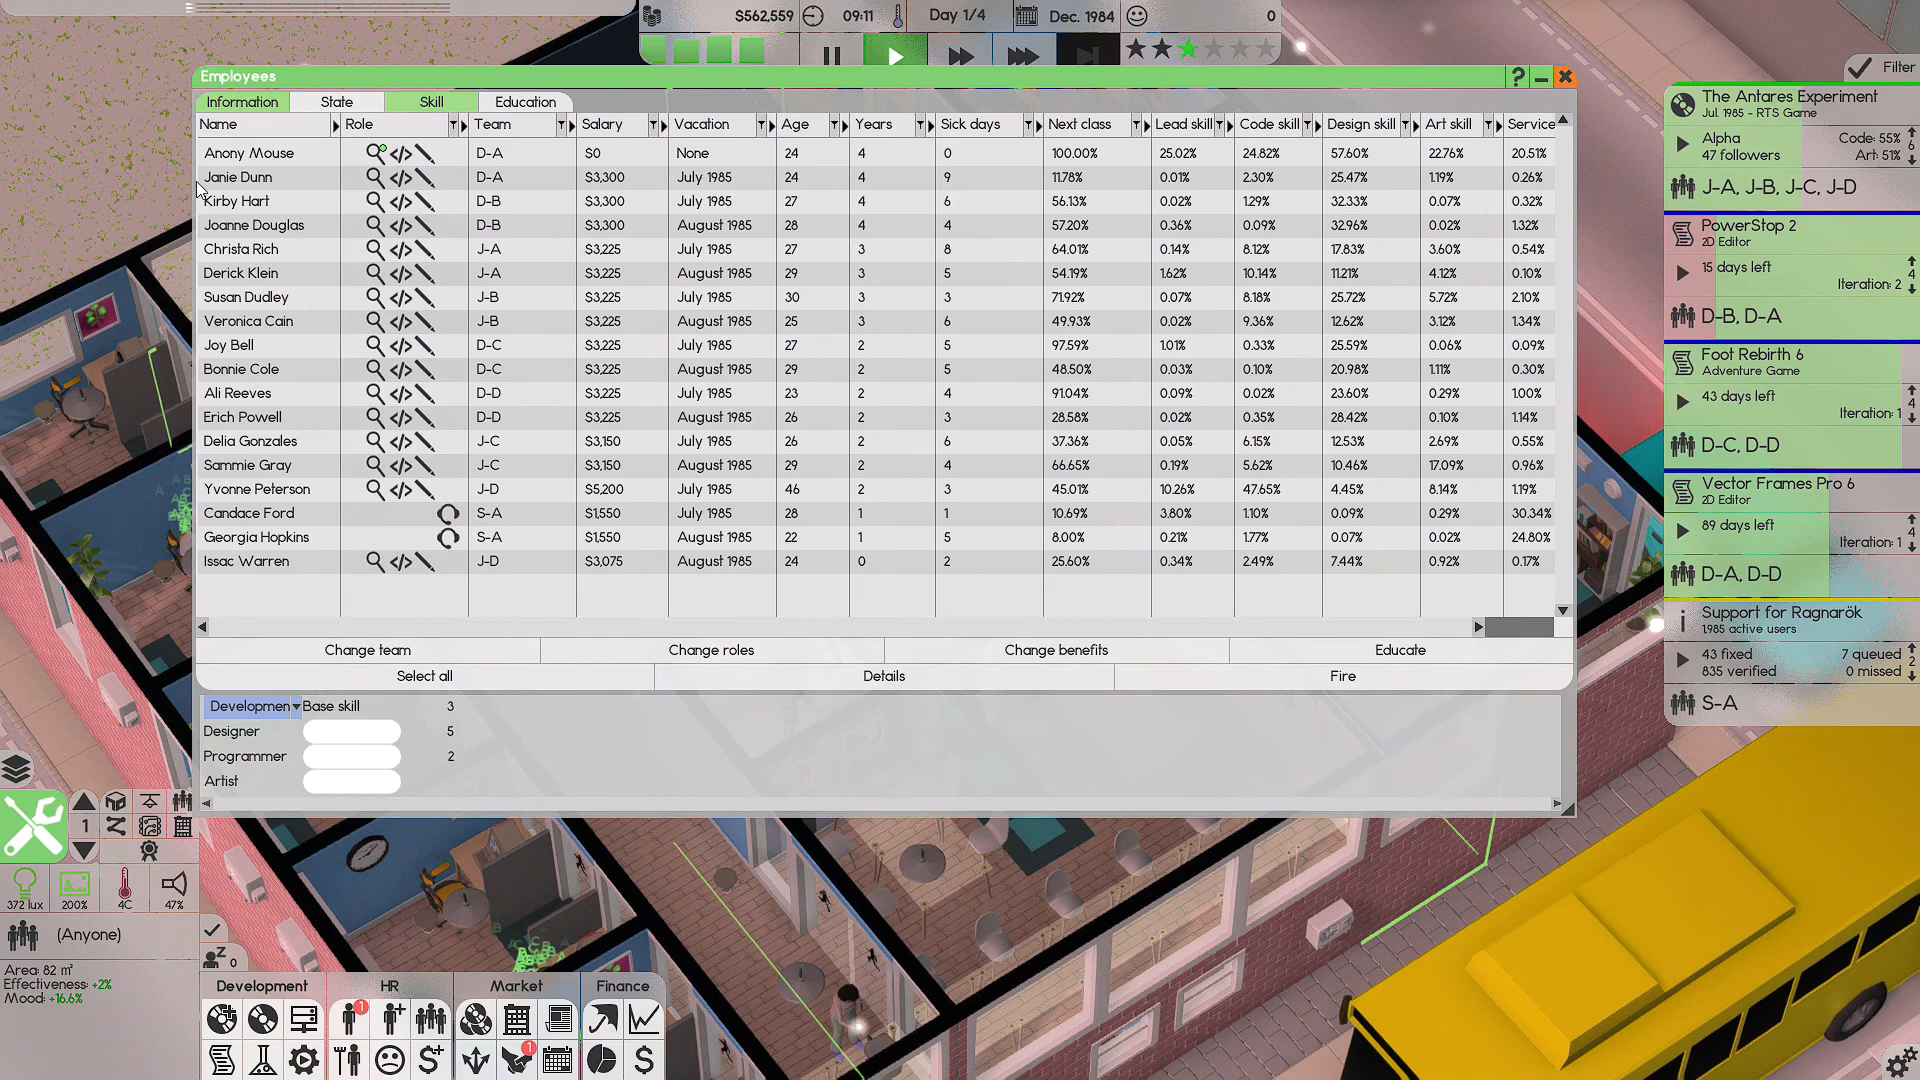 $562,559 09:11 Day 1/4 Dec. 1984 0
Employees ? _
Filter
Information State Skill Education
Name Role Team Salary Vacation Age Years Sick days Next class Lead skill Code skill Design skill Art skill Service
Anony Mouse D-A $0 None 24 4 0 100.00% 25.02% 24.82% 57.60% 22.76% 20.51%
Janie Dunn D-A $3,300 July 1985 24 4 9 11.78% 0.01% 2.30% 25.47% 1.19% 0.26%
Kirby Hart D-B $3,300 July 1985 27 4 6 56.13% 0.02% 1.29% 32.33% 0.07% 0.32%
Joanne Douglas D-B $3,300 August 1985 28 4 4 57.20% 0.36% 0.09% 32.96% 0.02% 1.32%
Christa Rich J-A $3,225 July 1985 27 3 8 64.01% 0.14% 8.12% 17.83% 3.60% 0.54%
Derick Klein J-A $3,225 August 1985 29 3 5 54.19% 1.62% 10.14% 11.21% 4.12% 0.10%
Susan Dudley J-B $3,225 July 1985 30 3 3 71.92% 0.07% 8.18% 25.72% 5.72% 2.10%
Veronica Cain J-B $3,225 August 1985 25 3 6 49.93% 0.02% 9.36% 12.62% 3.12% 1.34%
Joy Bell D-C $3,225 July 1985 27 2 5 97.59% 1.01% 0.33% 25.59% 0.06% 0.09%
Bonnie Cole D-C $3,225 August 1985 29 2 5 48.50% 0.03% 0.10% 20.98% 1.11% 0.30%
Ali Reeves D-D $3,225 July 1985 23 2 4 91.04% 0.09% 0.02% 23.60% 0.29% 1.00%
Erich Powell D-D $3,225 August 1985 26 2 3 28.58% 0.02% 0.35% 28.42% 0.10% 1.14%
Delia Gonzales J-C $3,150 July 1985 26 2 6 37.36% 0.05% 6.15% 12.53% 2.69% 0.55%
Sammie Gray J-C $3,150 August 1985 29 2 4 66.65% 0.19% 5.62% 10.46% 17.09% 0.96%
Yvonne Peterson J-D $5,200 July 1985 46 2 3 45.01% 10.26% 47.65% 4.45% 8.14% 1.19%
Candace Ford S-A $1,550 July 1985 28 1 1 10.69% 3.80% 1.10% 0.09% 0.29% 30.34%
Georgia Hopkins S-A $1,550 August 1985 22 1 5 8.00% 0.21% 1.77% 0.07% 0.02% 24.80%
Issac Warren J-D $3,075 August 1985 24 0 2 25.60% 0.34% 2.49% 7.44% 0.92% 0.17%
Change team Change roles Change benefits Educate
Select all Details Fire
Developmen Base skill 3
Designer 5
Programmer 2
Artist
The Antares Experiment
Jul. 1985 - RTS Game
Alpha Code: 55%
47 followers Art: 51%
6
J-A, J-B, J-C, J-D
PowerStop 2
2D Editor
15 days left
4
Iteration: 2
D-B, D-A
Foot Rebirth 6
Adventure Game
43 days left
4
Iteration: 1
D-C, D-D
Vector Frames Pro 6
2D Editor
89 days left
4
Iteration: 1
D-A, D-D
Support for Ragnarök
1,985 active users
43 fixed 7 queued
835 verified 0 missed
2
S-A
1
372 lux 200% 4C 47%
(Anyone)
Area: 82 m²
Effectiveness: +2%
Mood: +16.6%
Z 0
Development HR Market Finance
1
1